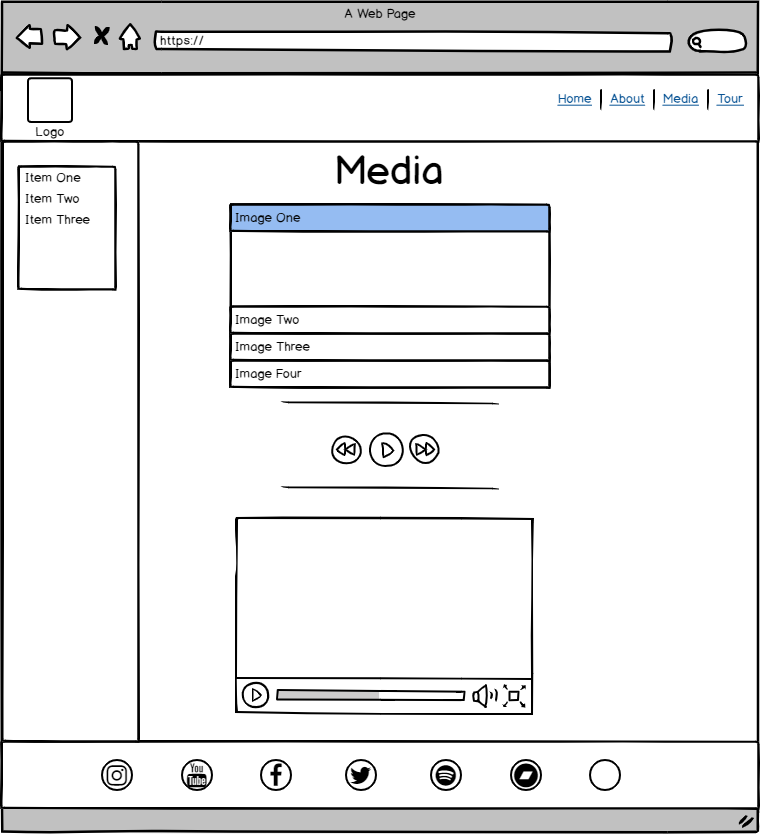 A Web Page
https://
Logo
Home
About
Media
Tour
Item One
Item Two
Item Three
Media
Image One
Image Two
Image Three
Image Four
You
Tube